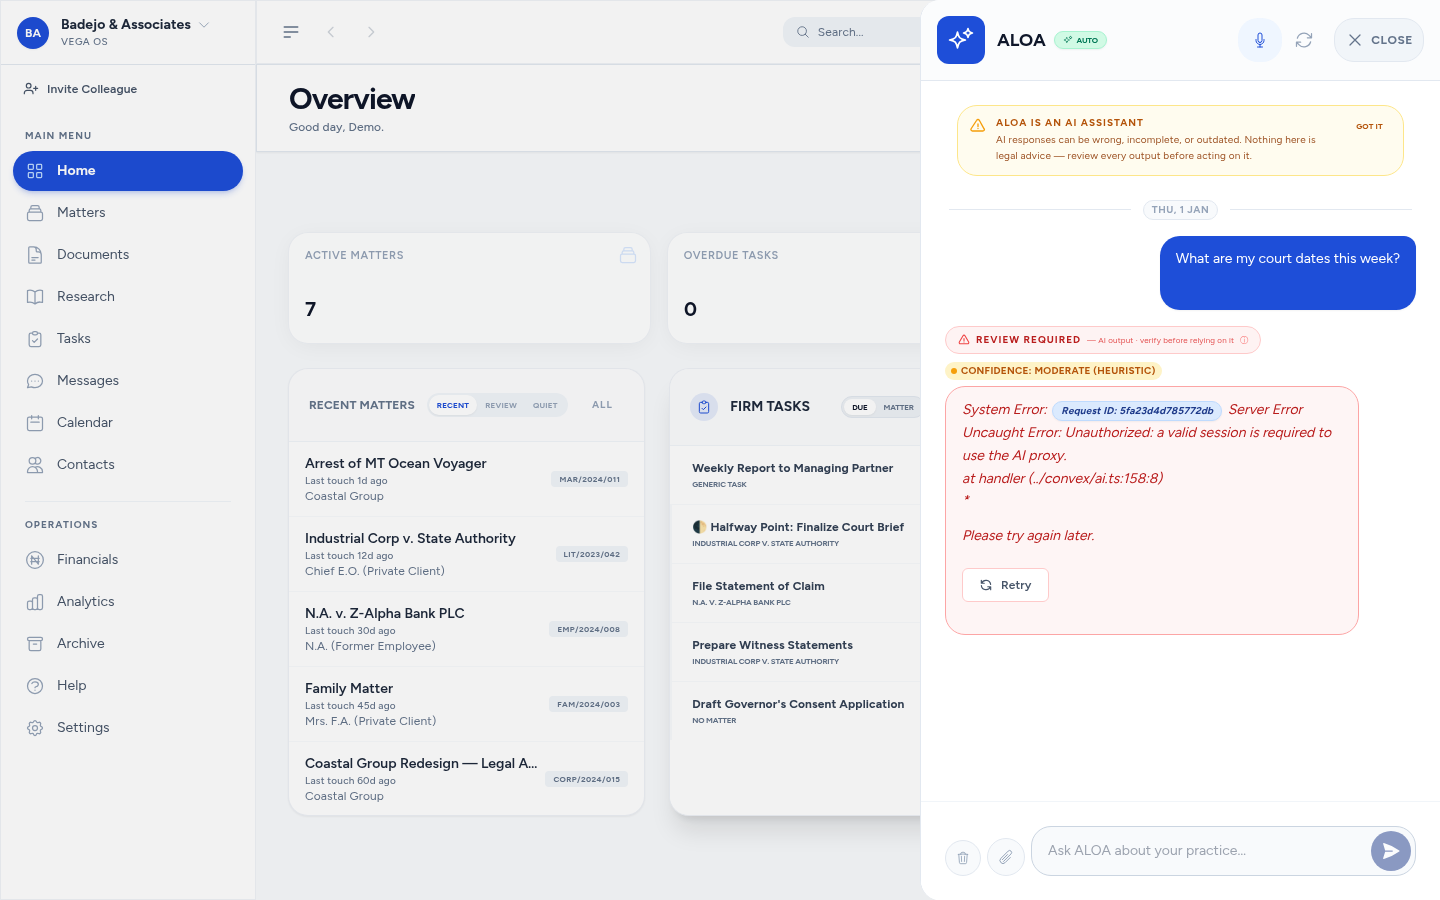 BA
Badejo & Associates
VEGA OS
Invite Colleague
MAIN MENU
Home
Matters
Documents
Research
Tasks
Messages
Calendar
Contacts
OPERATIONS
Financials
Analytics
Archive
Help
Settings
Search...
Overview
Good day, Demo.
ACTIVE MATTERS
7
OVERDUE TASKS
0
RECENT MATTERS
RECENT
REVIEW
QUIET
ALL
Arrest of MT Ocean Voyager
Last touch 1d ago
Coastal Group
MAR/2024/011
Industrial Corp v. State Authority
Last touch 12d ago
Chief E.O. (Private Client)
LIT/2023/042
N.A. v. Z-Alpha Bank PLC
Last touch 30d ago
N.A. (Former Employee)
EMP/2024/008
Family Matter
Last touch 45d ago
Mrs. F.A. (Private Client)
FAM/2024/003
Coastal Group Redesign — Legal A...
Last touch 60d ago
Coastal Group
CORP/2024/015
FIRM TASKS
DUE
MATTER
Weekly Report to Managing Partner
GENERIC TASK
🌓 Halfway Point: Finalize Court Brief
INDUSTRIAL CORP V. STATE AUTHORITY
File Statement of Claim
N.A. V. Z-ALPHA BANK PLC
Prepare Witness Statements
INDUSTRIAL CORP V. STATE AUTHORITY
Draft Governor's Consent Application
NO MATTER
ALOA
AUTO
CLOSE
ALOA IS AN AI ASSISTANT
AI responses can be wrong, incomplete, or outdated. Nothing here is
legal advice — review every output before acting on it.
GOT IT
THU, 1 JAN
What are my court dates this week?
REVIEW REQUIRED — AI output · verify before relying on it ⓘ
CONFIDENCE: MODERATE (HEURISTIC)
System Error: Request ID: 5fa23d4d785772db Server Error
Uncaught Error: Unauthorized: a valid session is required to
use the AI proxy.
at handler (../convex/ai.ts:158:8)
*
Please try again later.
Retry
Ask ALOA about your practice...